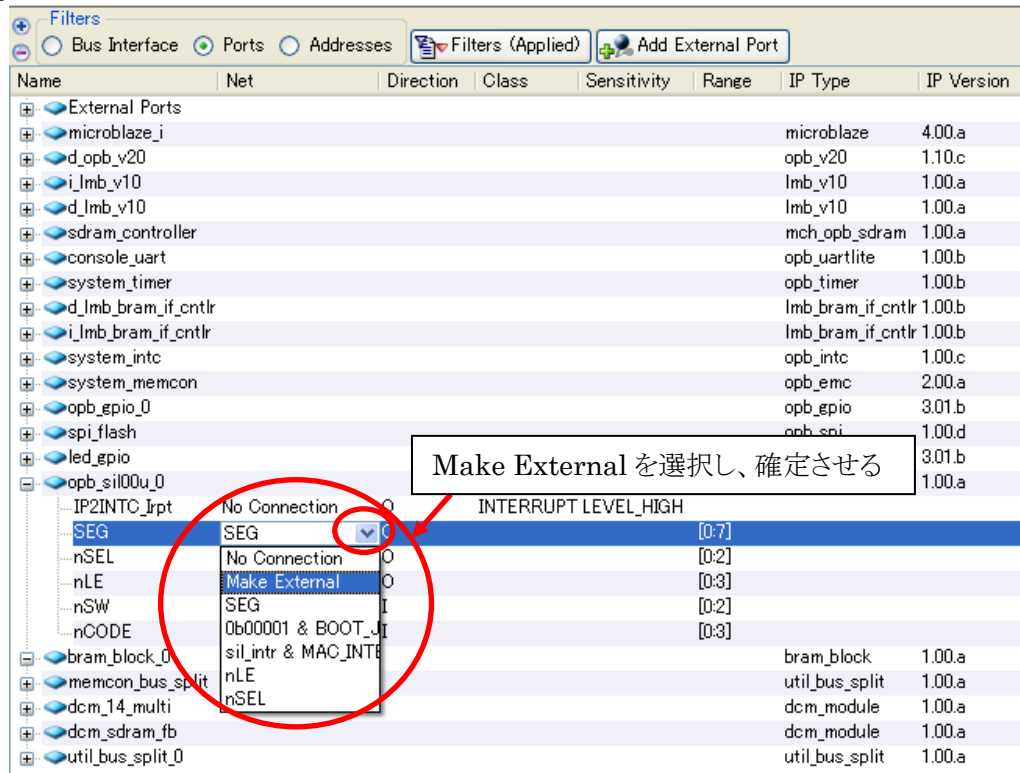 Filters
Bus Interface Ports Addresses Filters (Applied) Add External Port
Name Net Direction Class Sensitivity Range IP Type IP Version
External Ports
microblaze_i microblaze 4.00.a
d_opb_v20 opb_v20 1.10.c
i_lmb_v10 lmb_v10 1.00.a
d_lmb_v10 lmb_v10 1.00.a
sdram_controller mch_opb_sdram 1.00.a
console_uart opb_uartlite 1.00.b
system_timer opb_timer 1.00.b
d_lmb_bram_if_cntlr lmb_bram_if_cntlr 1.00.b
i_lmb_bram_if_cntlr lmb_bram_if_cntlr 1.00.b
system_intc opb_intc 1.00.c
system_memcon opb_emc 2.00.a
opb_gpio_0 opb_gpio 3.01.b
spi_flash opb_spi 1.00.d
led_gpio 3.01.b
Make External を選択し、確定させる
opb_sil00u_0 1.00.a
IP2INTC_Irpt No Connection O INTERRUPT LEVEL_HIGH
SEG SEG O [0:7]
nSEL No Connection O [0:2]
nLE Make External O [0:3]
nSW SEG I [0:2]
nCODE 0b00001 & BOOT_J I [0:3]
sil_intr & MAC_INTE
bram_block_0 bram_block 1.00.a
memcon_bus_split nLE util_bus_split 1.00.a
dcm_14_multi nSEL dcm_module 1.00.a
dcm_sdram_fb dcm_module 1.00.a
util_bus_split_0 util_bus_split 1.00.a